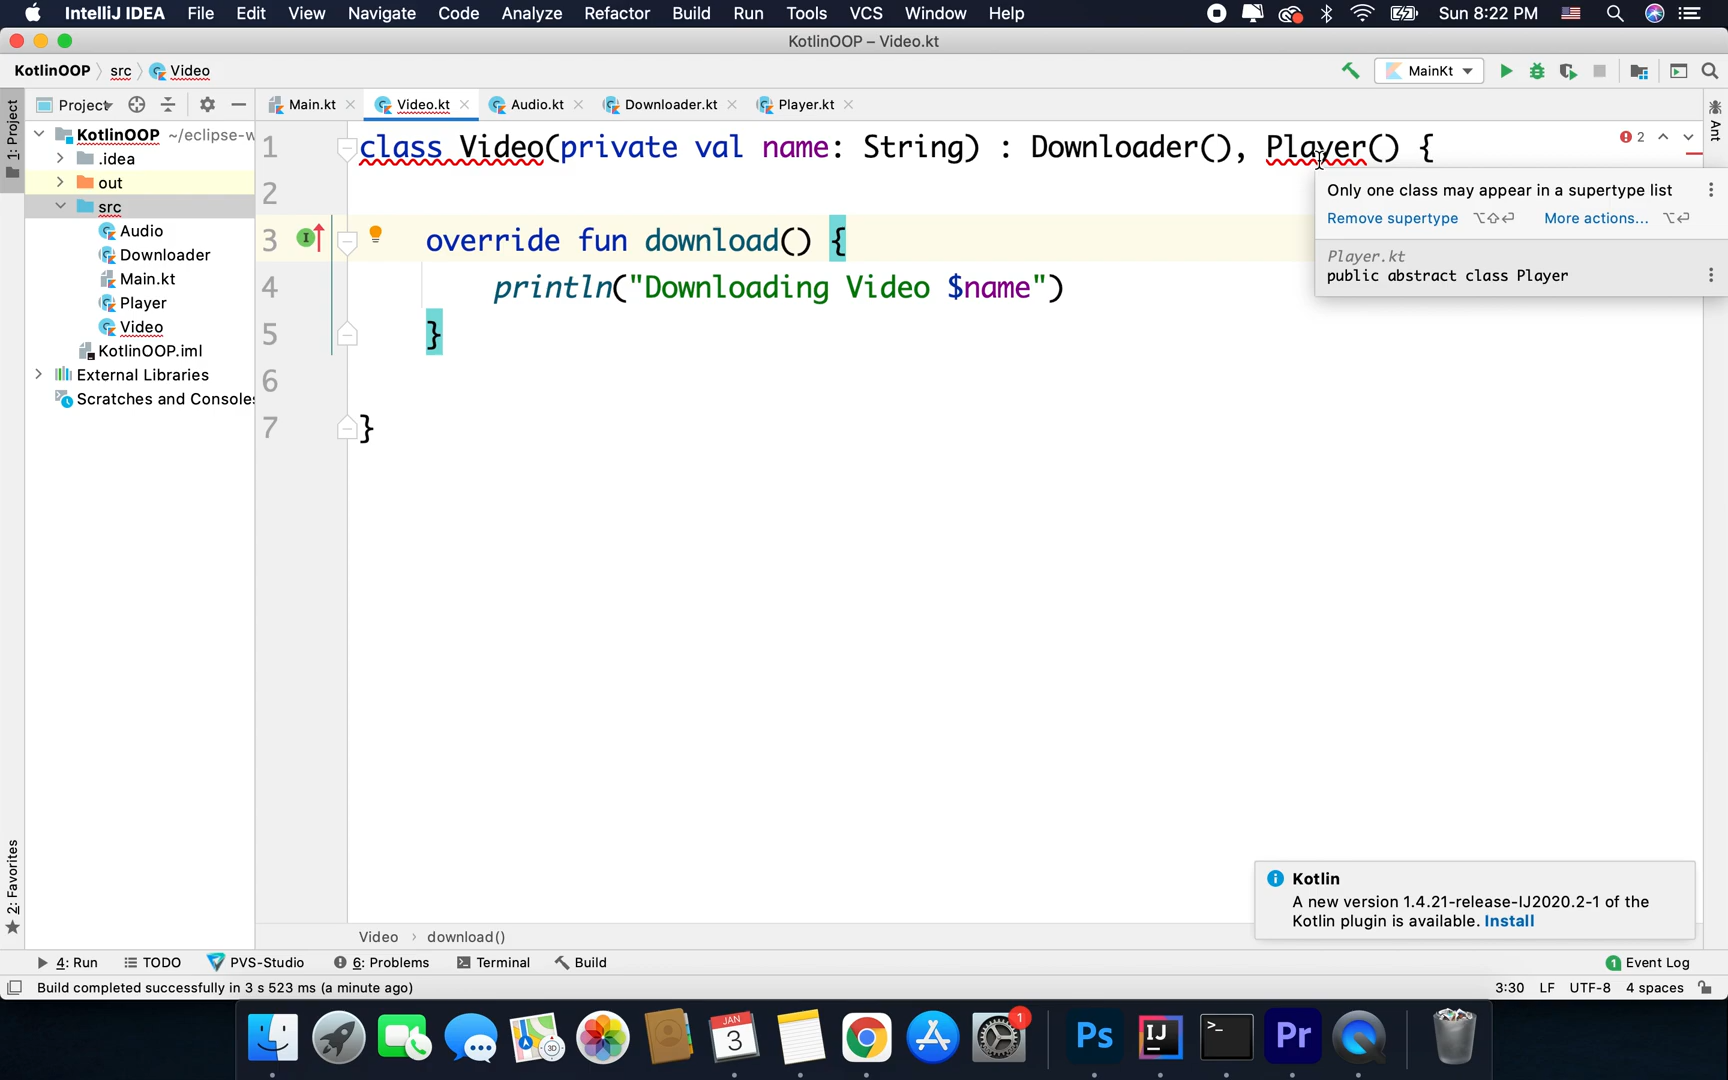 IntelliJ IDEA File Edit View Navigate Code Analyze Refactor Build Run Tools VCS Window Help Sun 8:22 PM
KotlinOOP – Video.kt
KotlinOOP src Video MainKt
1: Project
Project
Main.kt Video.kt Audio.kt Downloader.kt Player.kt
Ant
KotlinOOP ~/eclipse-w
.idea
out
src
Audio
Downloader
Main.kt
Player
Video
KotlinOOP.iml
External Libraries
Scratches and Consoles
1 class Video(private val name: String) : Downloader(), Player() {
2
3 override fun download() {
4 println("Downloading Video $name")
5 }
6
7 }
2
Only one class may appear in a supertype list
Remove supertype ⌥⇧⏎ More actions... ⌥⏎
Player.kt
public abstract class Player
2: Favorites
Kotlin
A new version 1.4.21-release-IJ2020.2-1 of the
Kotlin plugin is available. Install
Video › download()
4: Run TODO PVS-Studio 6: Problems Terminal Build 1 Event Log
Build completed successfully in 3 s 523 ms (a minute ago) 3:30 LF UTF-8 4 spaces
JAN
3
3D
1
Ps
IJ
>_
Pr